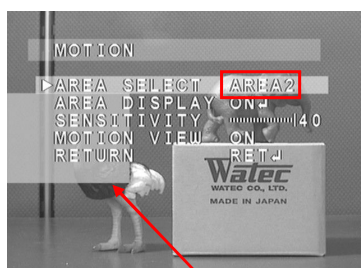 MOTION
▷AREA SELECT AREA2
AREA DISPLAY ON↲
SENSITIVITY 40
MOTION VIEW ON
RETURN RET↲
Watec
WATEC CO., LTD.
MADE IN JAPAN